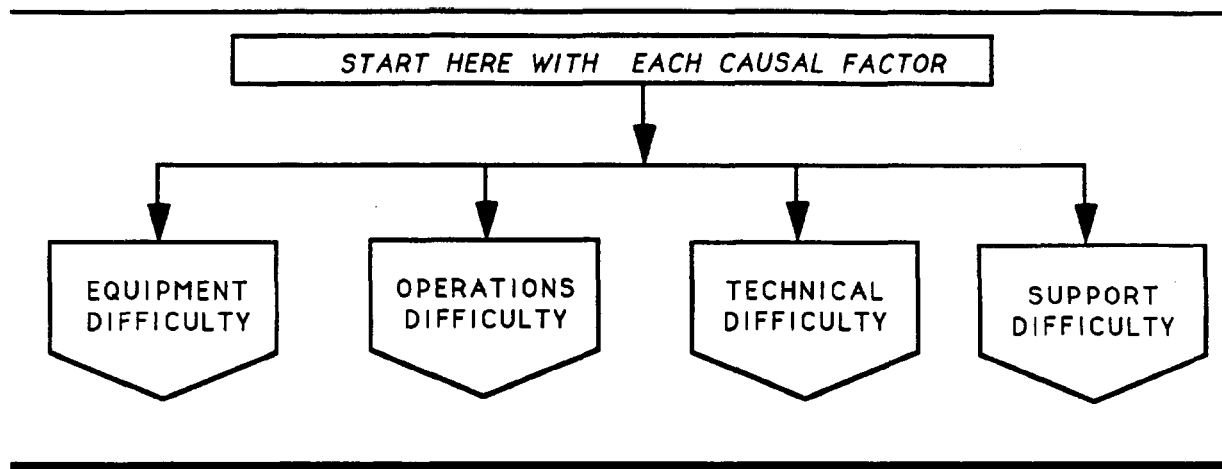 START HERE WITH EACH CAUSAL FACTOR
EQUIPMENT
DIFFICULTY
OPERATIONS
DIFFICULTY
TECHNICAL
DIFFICULTY
SUPPORT
DIFFICULTY